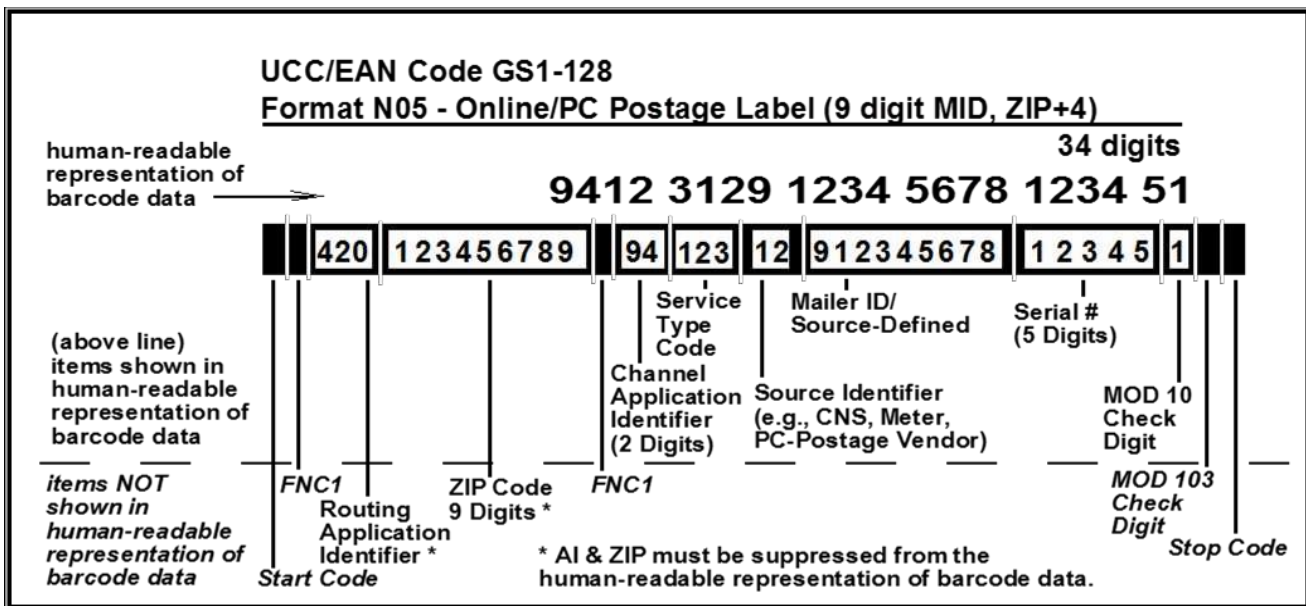 UCC/EAN Code GS1-128
Format N05 - Online/PC Postage Label (9 digit MID, ZIP+4)
34 digits
human-readable
representation of
barcode data
9412 3129 1234 5678 1234 51
420 123456789 94 123 12 912345678 12345 1
Service
Type
Code
Mailer ID/
Source-Defined
Serial #
(5 Digits)
(above line)
items shown in
human-readable
representation of
barcode data
Channel
Application
Identifier
(2 Digits)
Source Identifier
(e.g., CNS, Meter,
PC-Postage Vendor)
MOD 10
Check
Digit
items NOT
shown in
human-readable
representation of
barcode data
Start Code
FNC1
Routing
Application
Identifier *
ZIP Code
9 Digits *
FNC1
MOD 103
Check
Digit
Stop Code
* AI & ZIP must be suppressed from the
human-readable representation of barcode data.